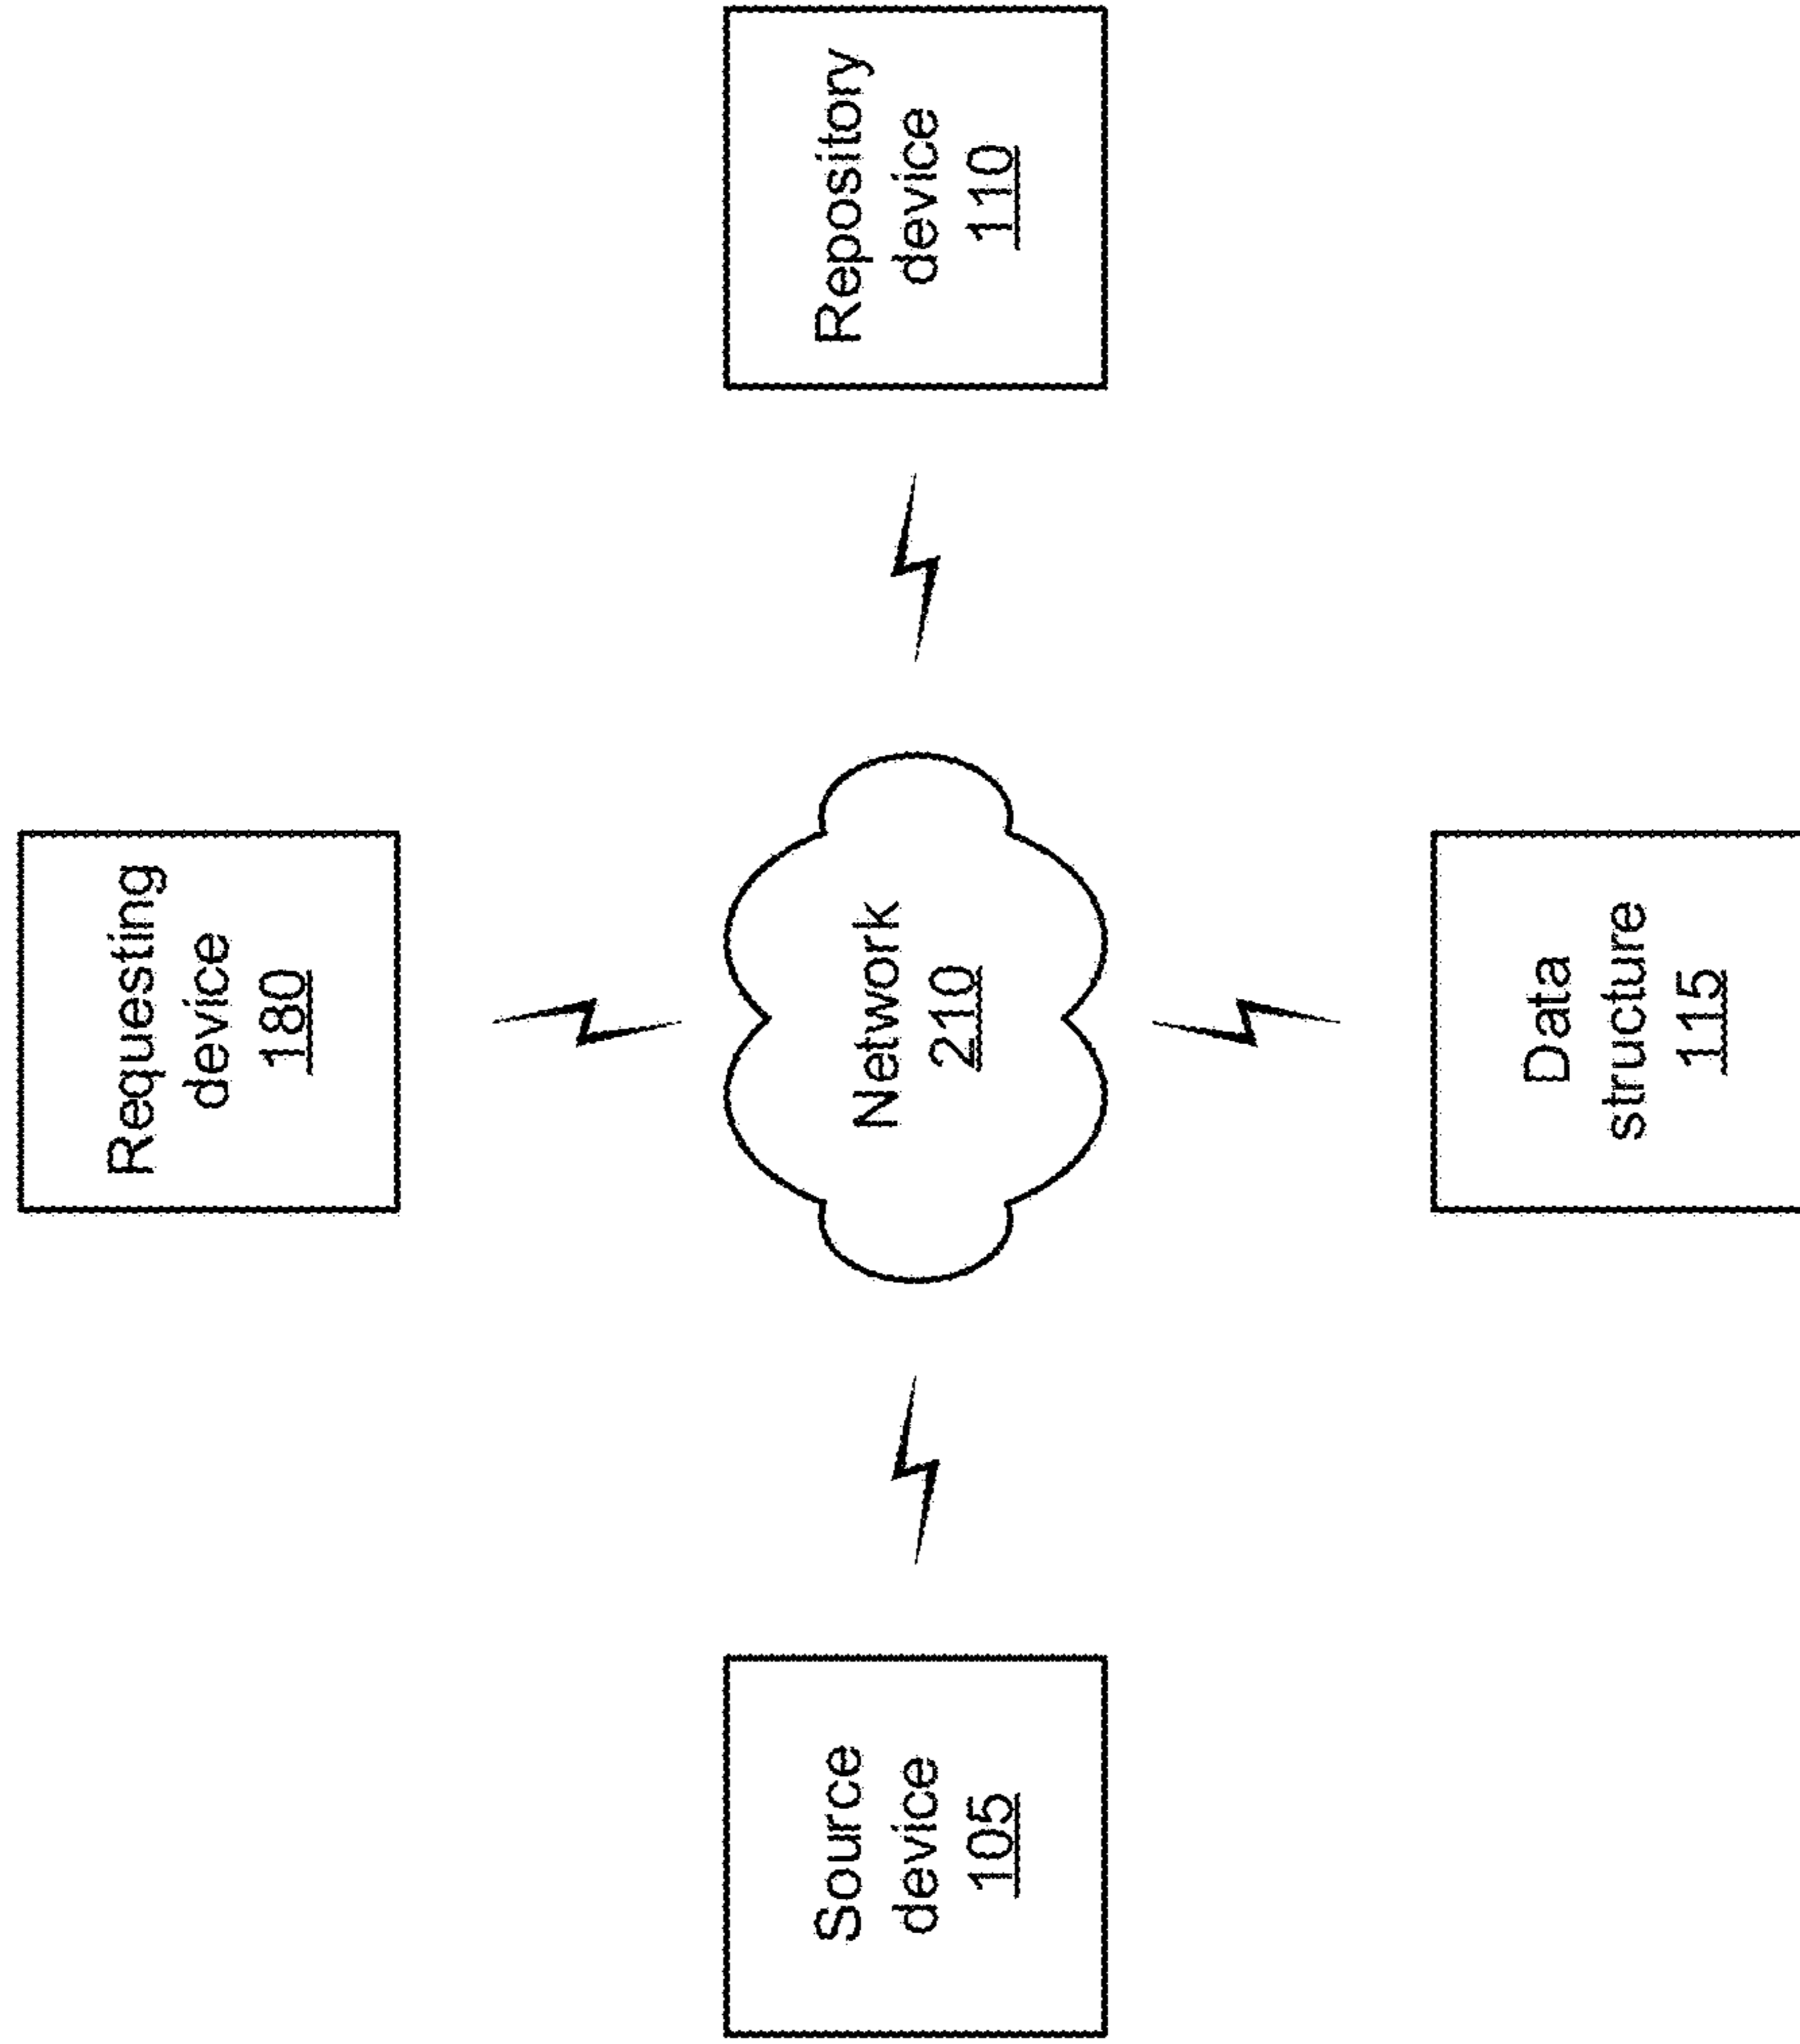 Requesting
device
180
Source
device
105
Network
210
Repository
device
110
Data
structure
115